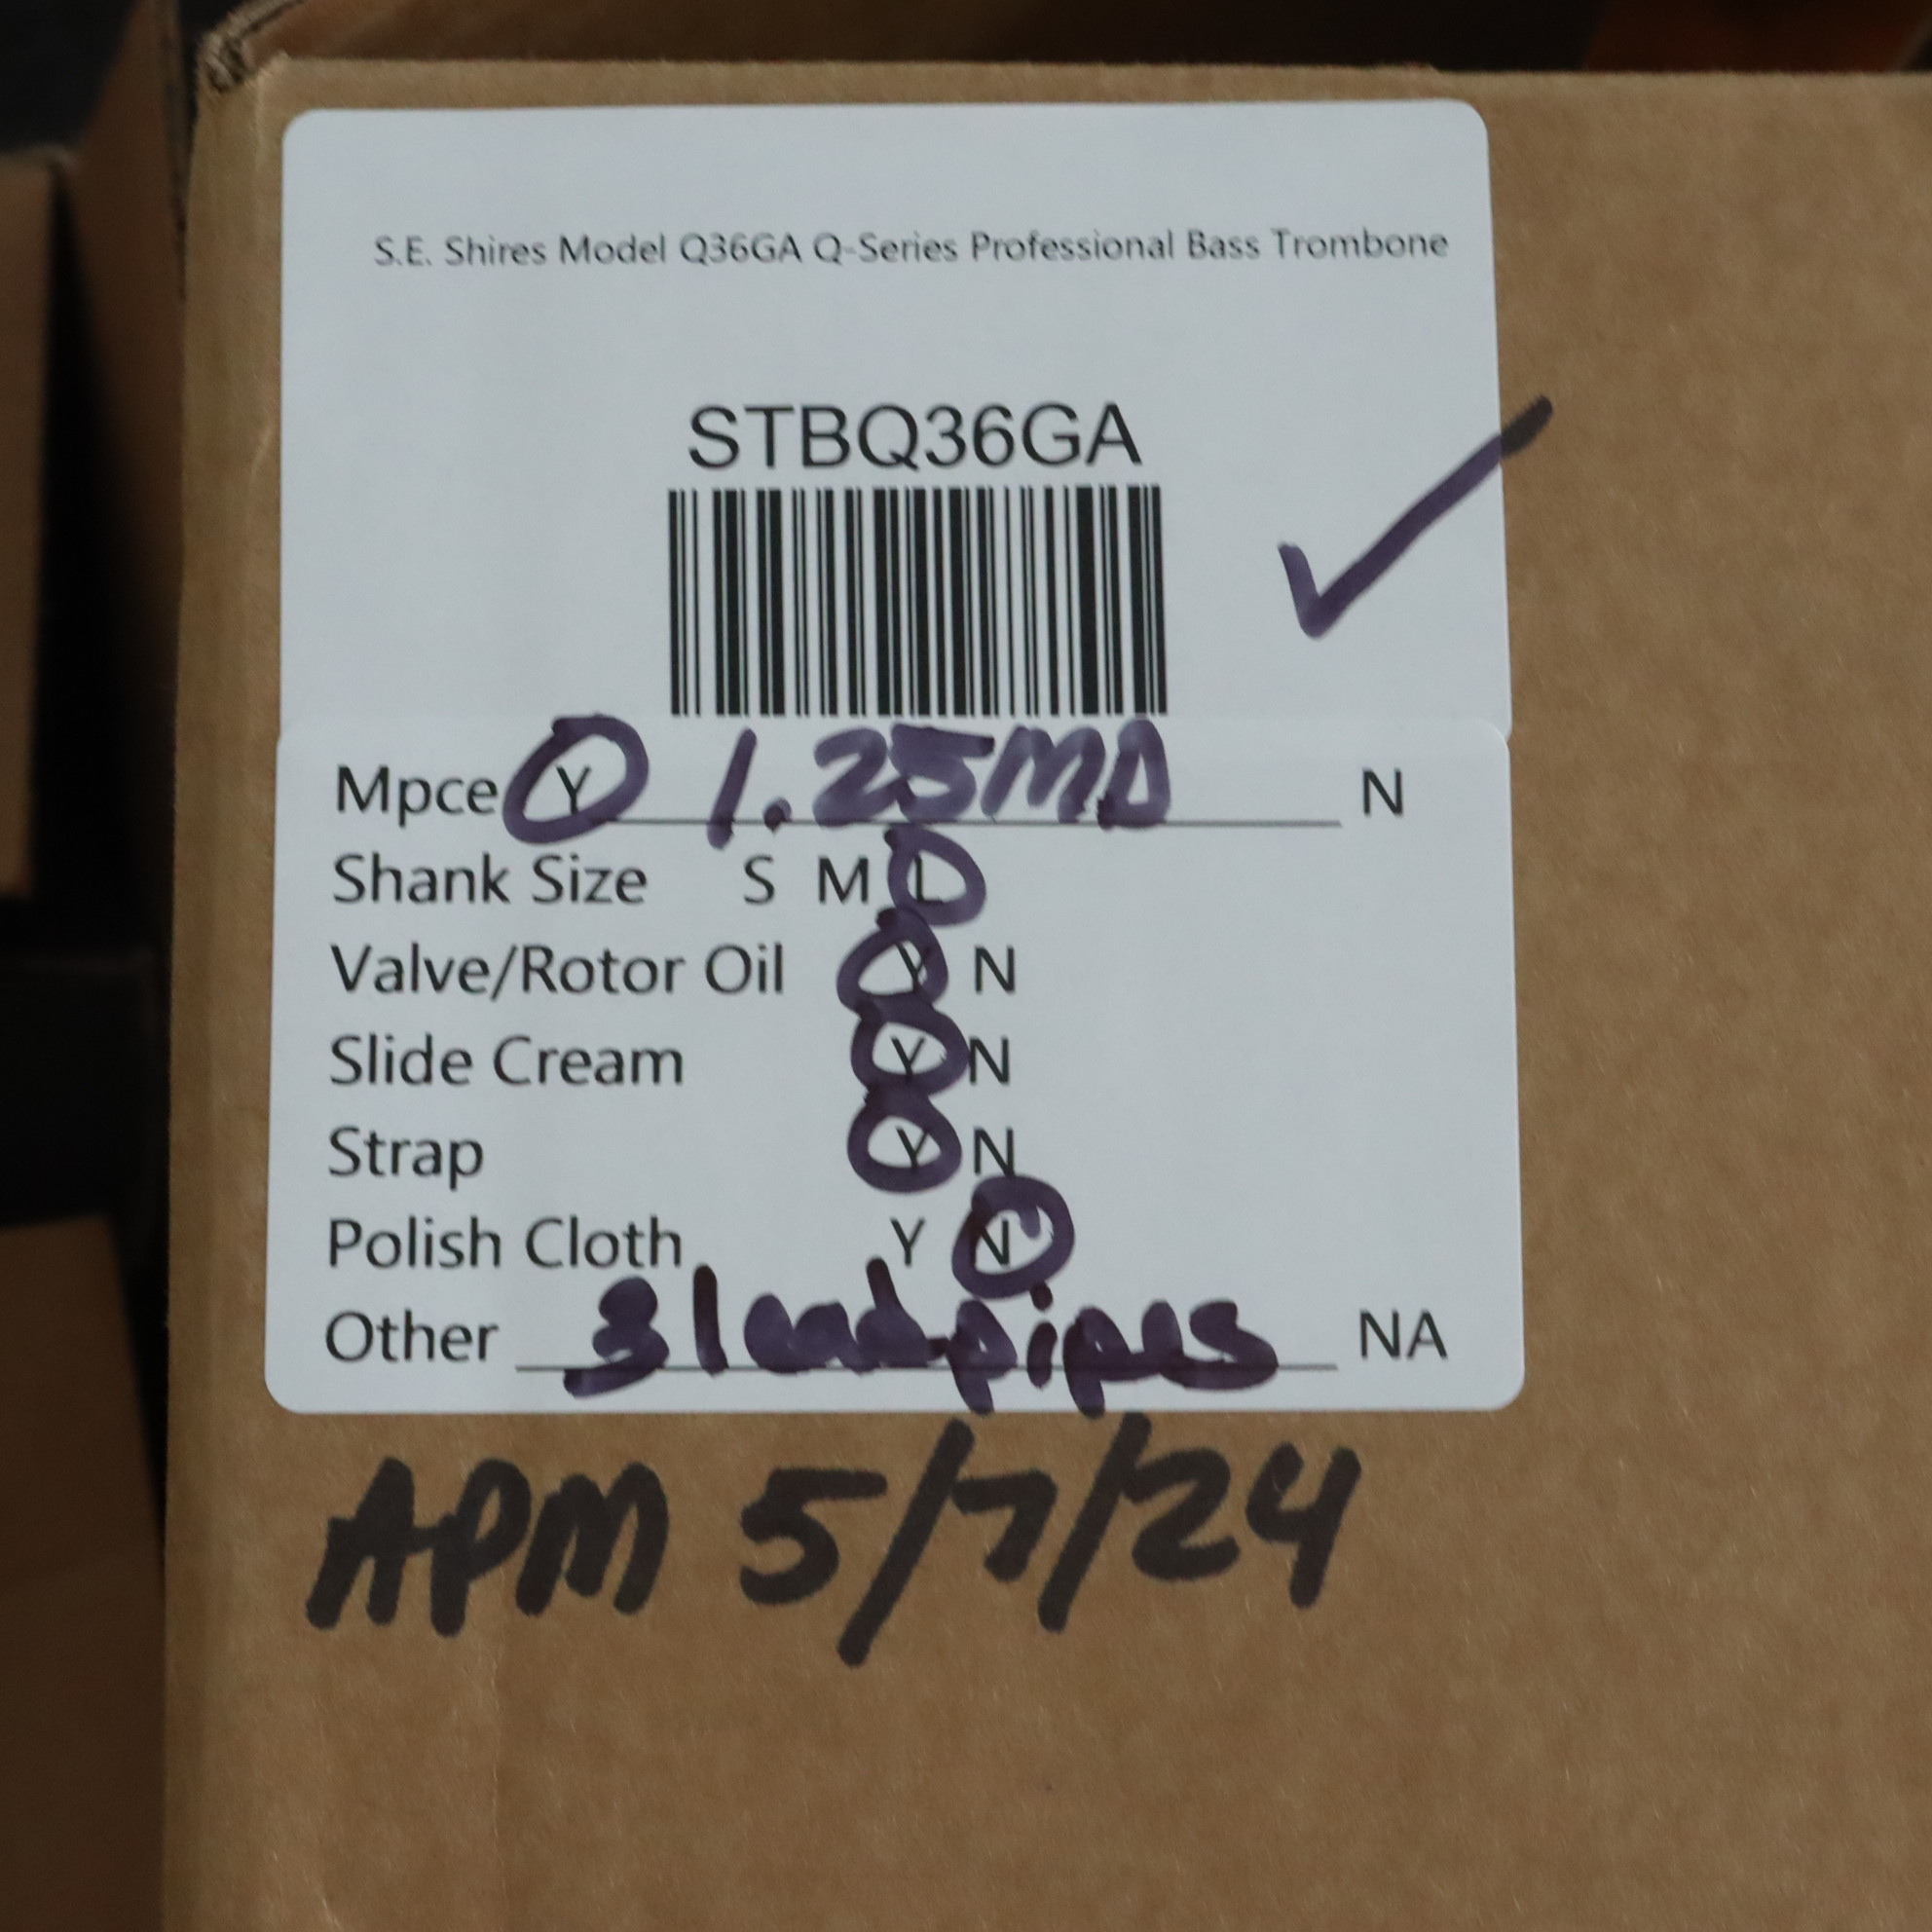 S.E. Shires Model Q36GA Q-Series Professional Bass Trombone
STBQ36GA
Mpce Y 1.25MD N
Shank Size S M L
Valve/Rotor Oil Y N
Slide Cream Y N
Strap Y N
Polish Cloth Y N
Other 3 leadpipes NA
APM 5/7/24